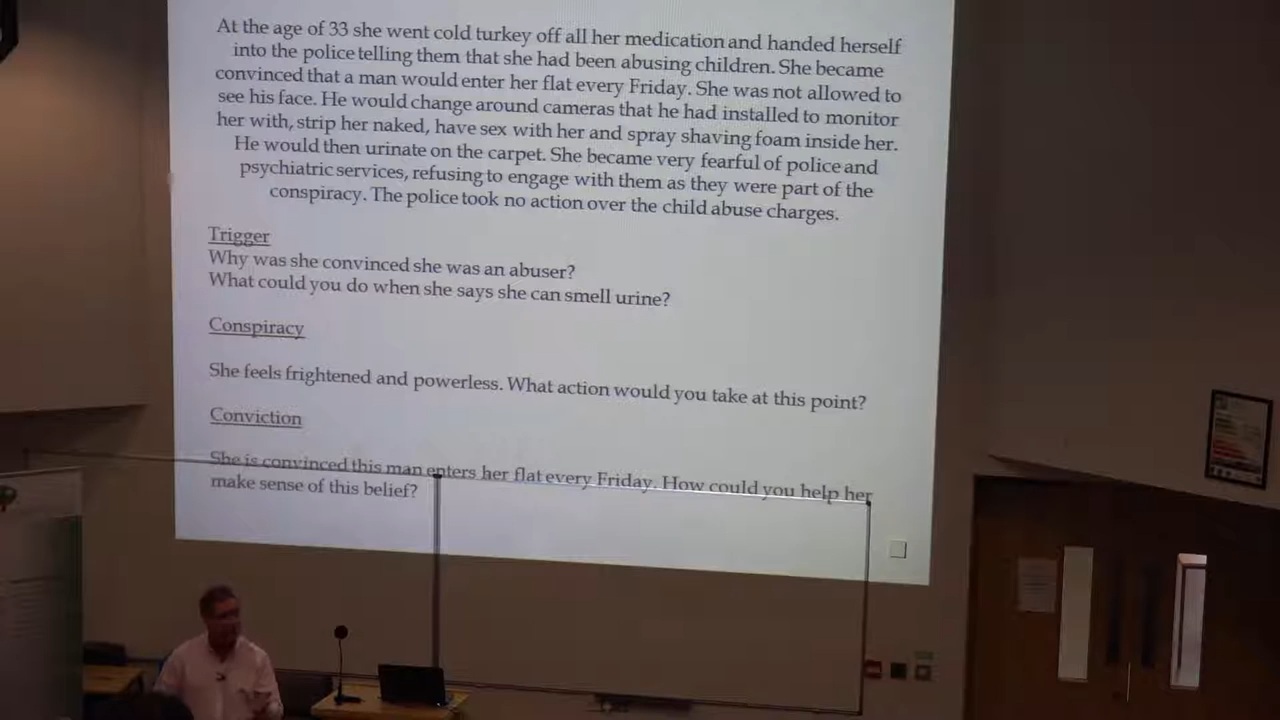 At the age of 33 she went cold turkey off all her medication and handed herself
into the police telling them that she had been abusing children. She became
convinced that a man would enter her flat every Friday. She was not allowed to
see his face. He would change around cameras that he had installed to monitor
her with, strip her naked, have sex with her and spray shaving foam inside her.
He would then urinate on the carpet. She became very fearful of police and
psychiatric services, refusing to engage with them as they were part of the
conspiracy. The police took no action over the child abuse charges.
Trigger
Why was she convinced she was an abuser?
What could you do when she says she can smell urine?
Conspiracy
She feels frightened and powerless. What action would you take at this point?
Conviction
She is convinced this man enters her flat every Friday. How could you help her
make sense of this belief?